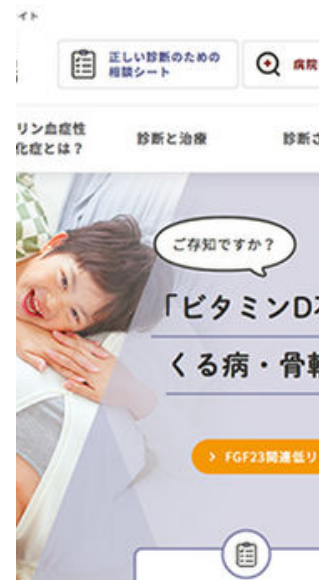 イト
正しい診断のための
相談シート
病院
リン血症性
化症とは？
診断と治療
診断さ
ご存知ですか？
「ビタミンD不
くる病・骨軟
> FGF23関連低リ